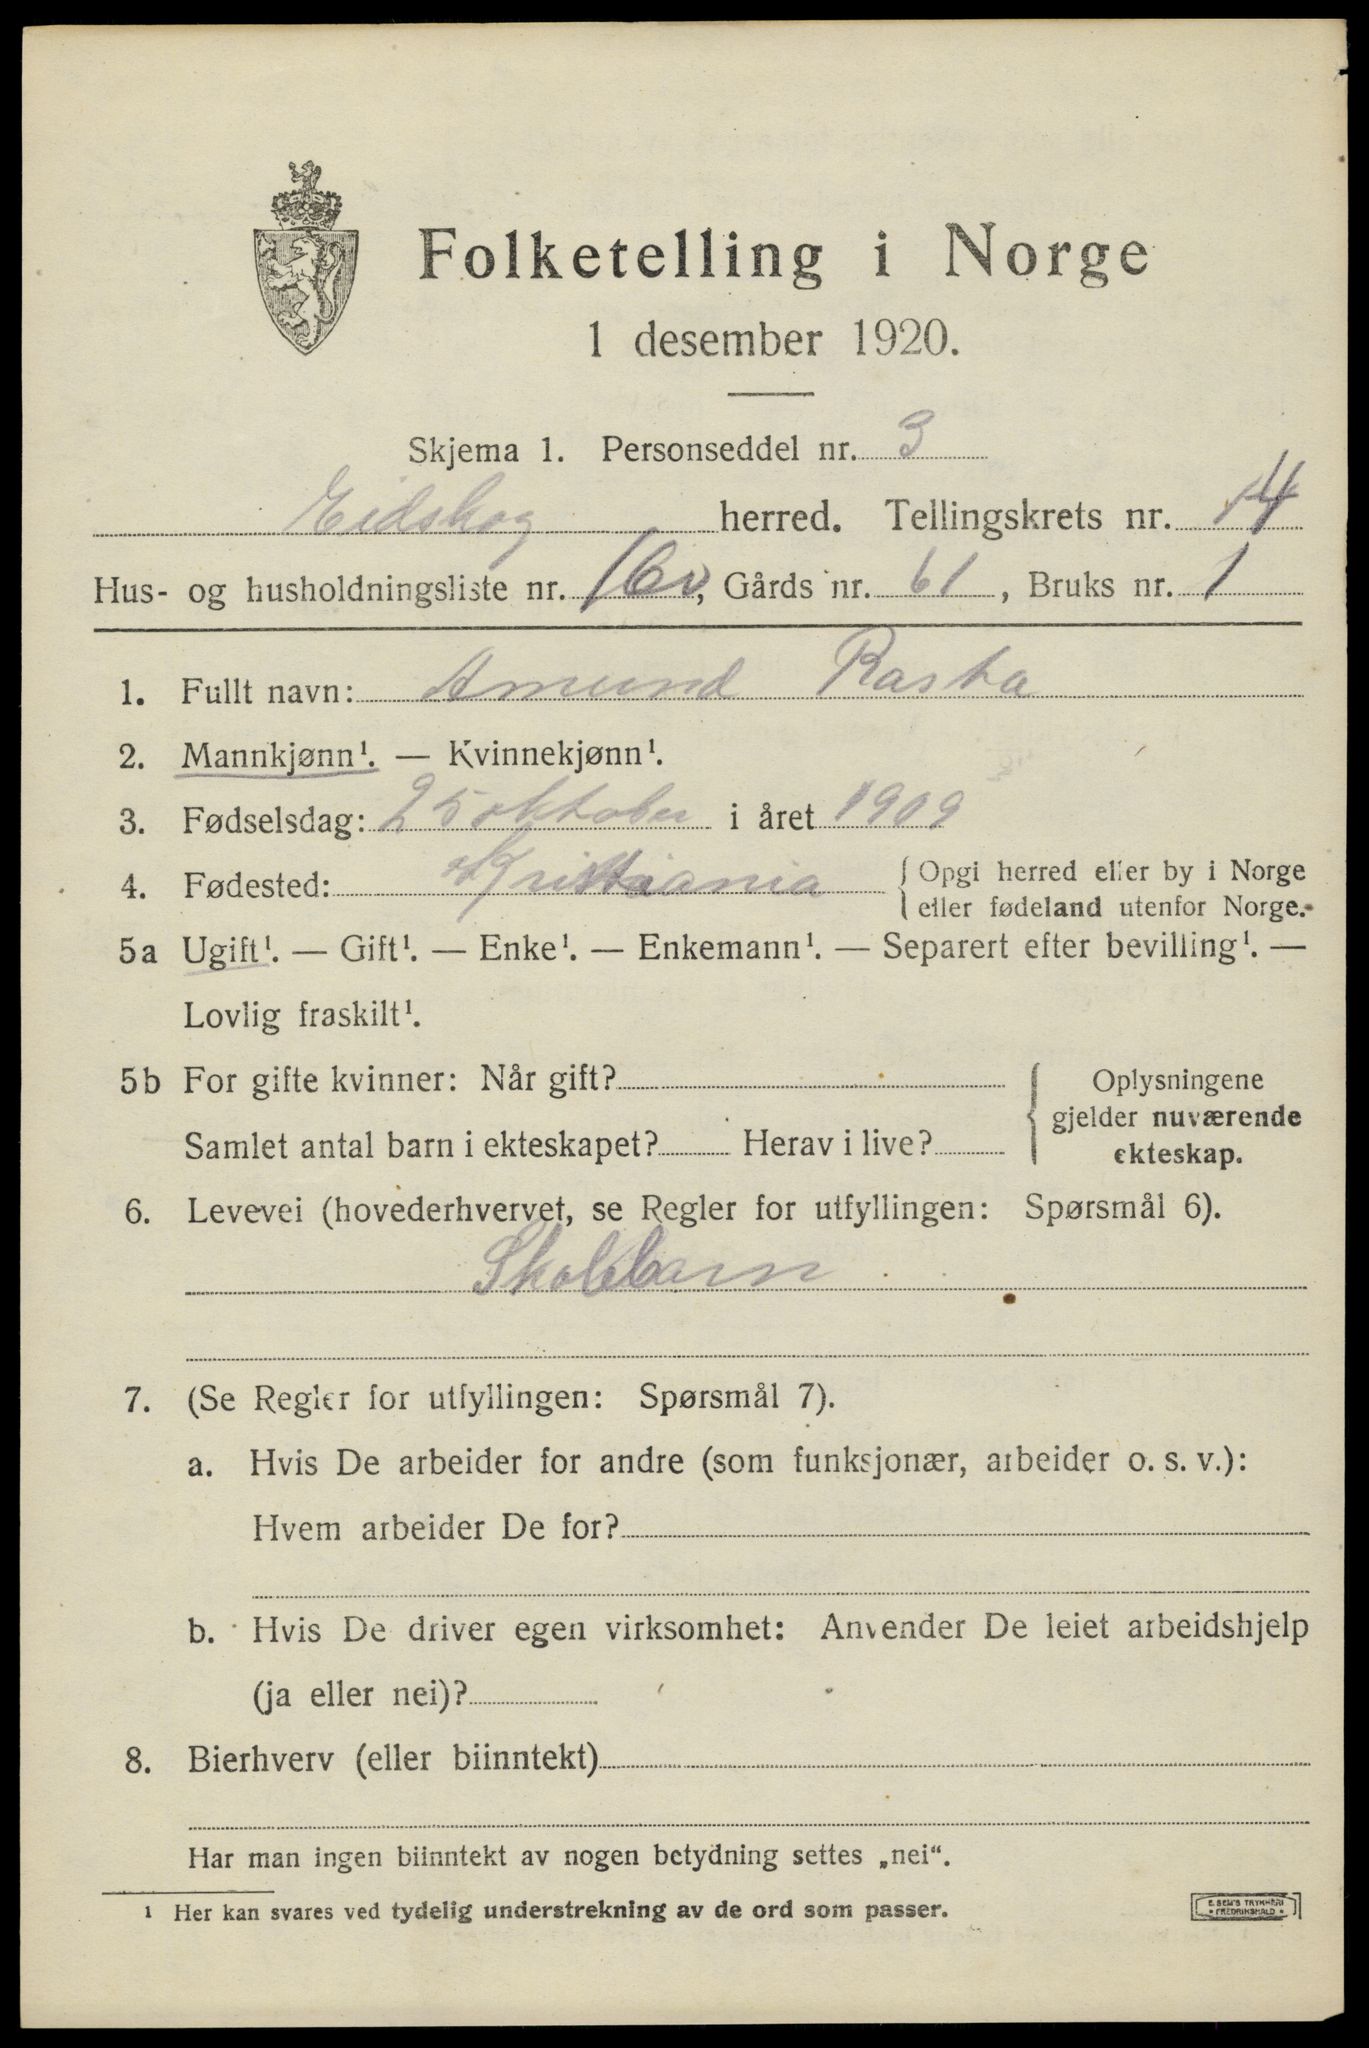 Folketelling i Norge
1 desember 1920.
Skjema 1. Personseddel nr. 3
Eidskog herred. Tellingskrets nr. 14
Hus- og husholdningsliste nr. , Gårds nr. 61, Bruks nr. 1
1. Fullt navn: Amund Rasta
2. Mannkjønn¹. — Kvinnekjønn¹.
3. Fødselsdag: 25 oktober i året 1909
4. Fødested: Kristiania { Opgi herred eller by i Norge
eller fødeland utenfor Norge.
5a Ugift¹. — Gift¹. — Enke¹. — Enkemann¹. — Separert efter bevilling¹. —
Lovlig fraskilt¹.
5b For gifte kvinner: Når gift? { Oplysningene
gjelder nuværende
Samlet antal barn i ekteskapet? Herav i live? ekteskap.
6. Levevei (hovederhvervet, se Regler for utfyllingen: Spørsmål 6).
Skolebarn
7. (Se Regler for utfyllingen: Spørsmål 7).
a. Hvis De arbeider for andre (som funksjonær, arbeider o. s. v.):
Hvem arbeider De for?
b. Hvis De driver egen virksomhet: Anvender De leiet arbeidshjelp
(ja eller nei)?
8. Bierhverv (eller biinntekt)
Har man ingen biinntekt av nogen betydning settes „nei“.
¹ Her kan svares ved tydelig understrekning av de ord som passer.
E. SEM'S TRYKKERI
• FREDRIKSHALD •